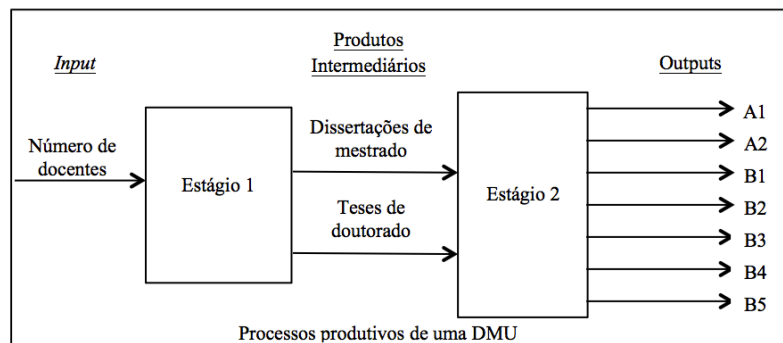 Input
Produtos
Intermediários
Outputs
Número de
docentes
Estágio 1
Dissertações de
mestrado
Teses de
doutorado
Estágio 2
A1
A2
B1
B2
B3
B4
B5
Processos produtivos de uma DMU